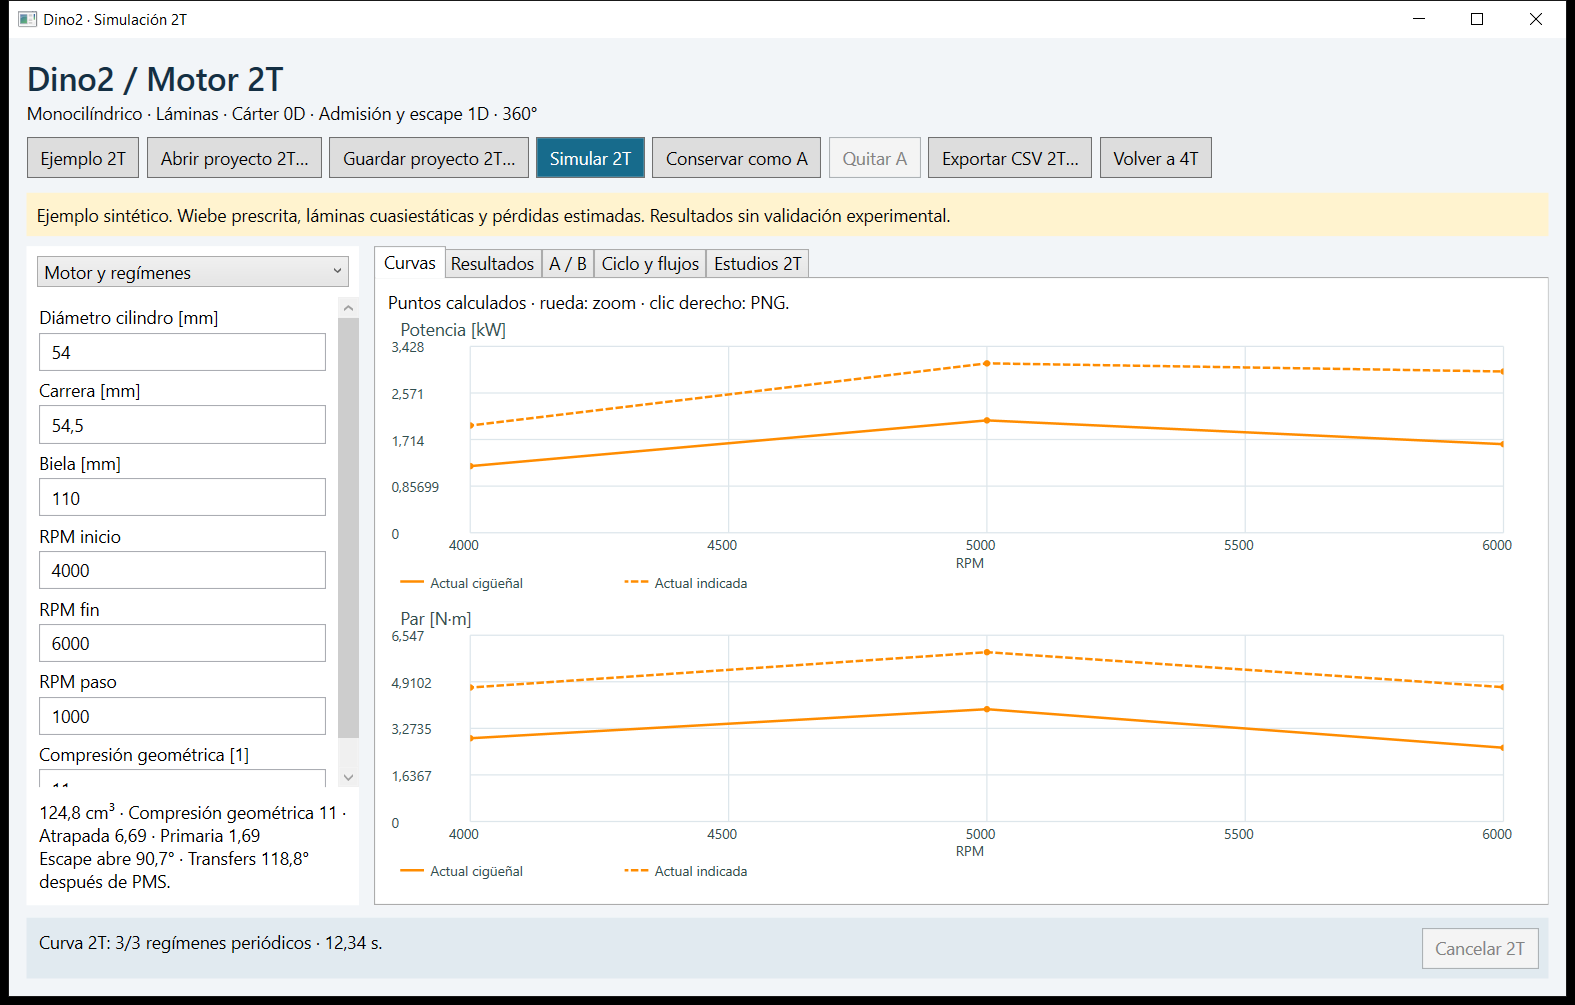 Dino2 · Simulación 2T
Dino2 / Motor 2T
Monocilíndrico · Láminas · Cárter 0D · Admisión y escape 1D · 360°
Ejemplo 2T
Abrir proyecto 2T...
Guardar proyecto 2T...
Simular 2T
Conservar como A
Quitar A
Exportar CSV 2T...
Volver a 4T
Ejemplo sintético. Wiebe prescrita, láminas cuasiestáticas y pérdidas estimadas. Resultados sin validación experimental.
Motor y regímenes
Diámetro cilindro [mm]
54
Carrera [mm]
54,5
Biela [mm]
110
RPM inicio
4000
RPM fin
6000
RPM paso
1000
Compresión geométrica [1]
11
124,8 cm³ · Compresión geométrica 11 ·
Atrapada 6,69 · Primaria 1,69
Escape abre 90,7° · Transfers 118,8°
después de PMS.
Curvas
Resultados
A / B
Ciclo y flujos
Estudios 2T
Puntos calculados · rueda: zoom · clic derecho: PNG.
Potencia [kW]
3,428
2,571
1,714
0,85699
0
4000
4500
5000
5500
6000
RPM
Actual cigüeñal
Actual indicada
Par [N·m]
6,547
4,9102
3,2735
1,6367
0
4000
4500
5000
5500
6000
RPM
Actual cigüeñal
Actual indicada
Curva 2T: 3/3 regímenes periódicos · 12,34 s.
Cancelar 2T